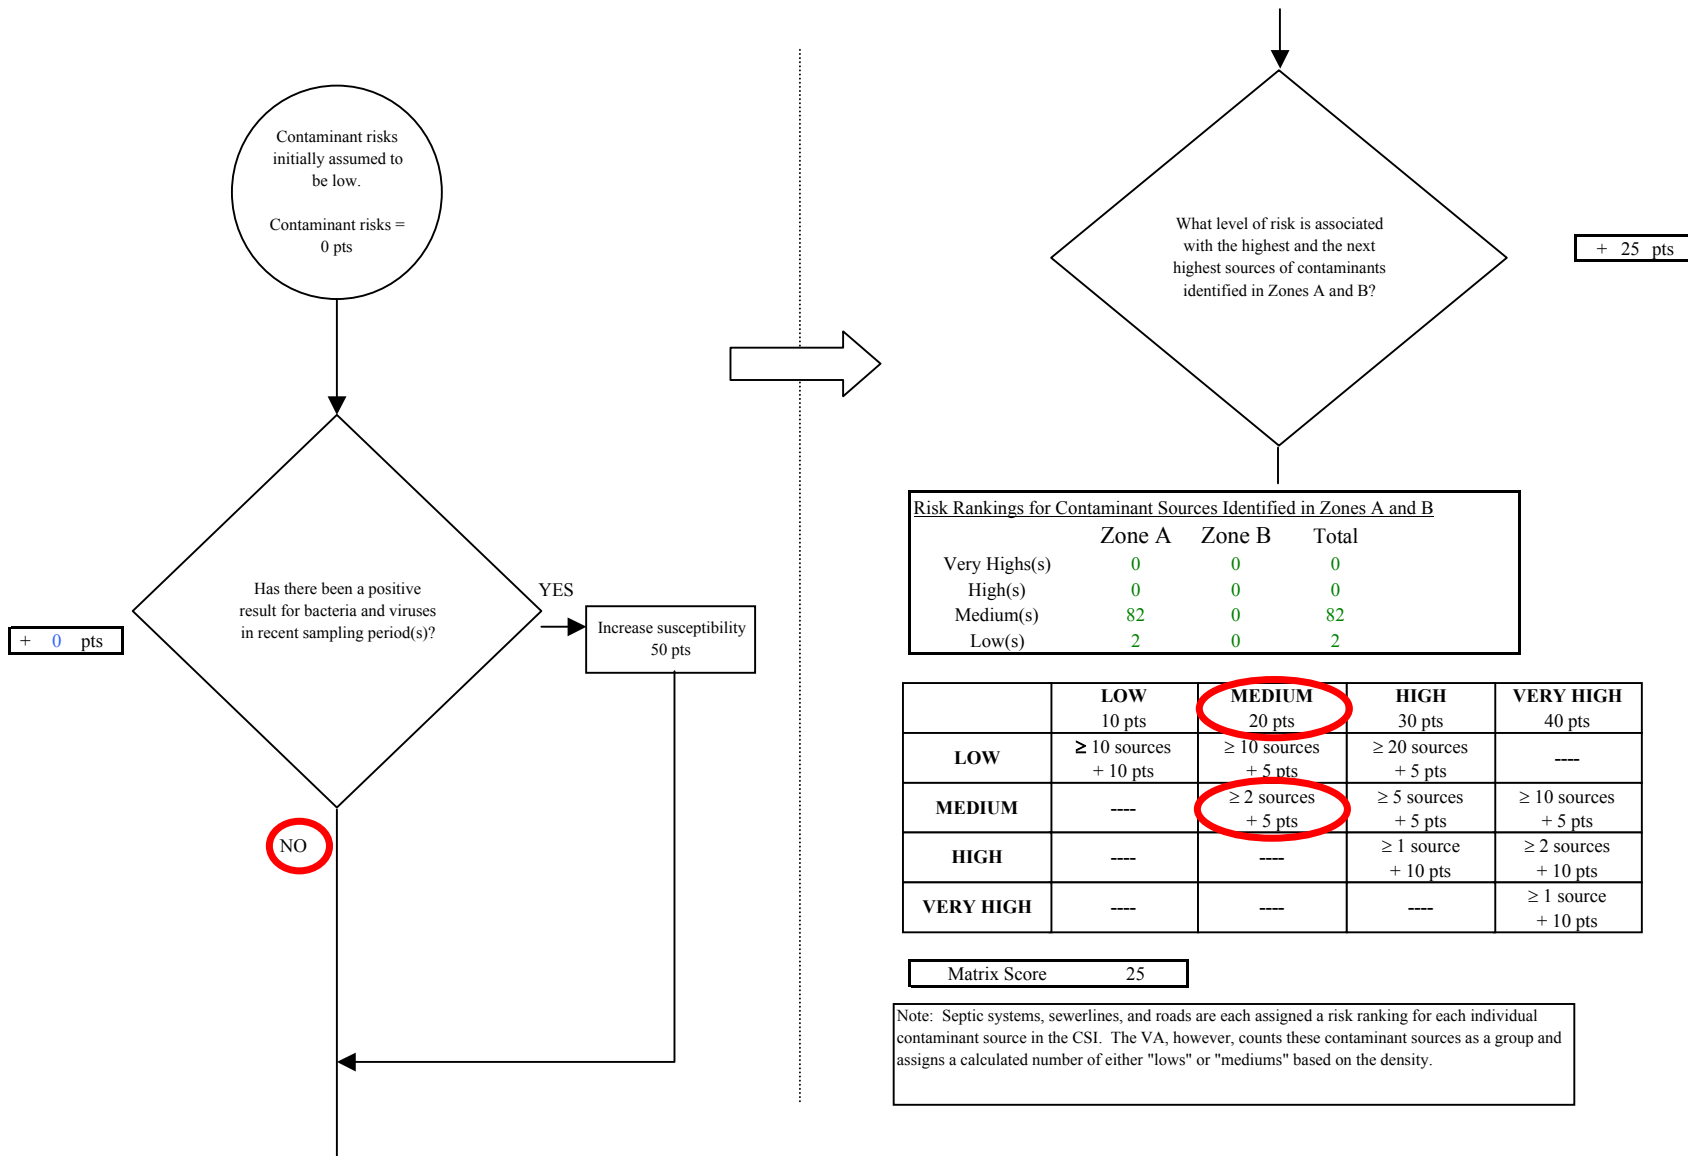 Contaminant risks
initially assumed to
be low.
Contaminant risks =
0 pts
Has there been a positive
result for bacteria and viruses
in recent sampling period(s)?
+ 0 pts
YES
Increase susceptibility
50 pts
NO
What level of risk is associated
with the highest and the next
highest sources of contaminants
identified in Zones A and B?
+ 25 pts
Risk Rankings for Contaminant Sources Identified in Zones A and B
Zone A Zone B Total
Very Highs(s) 0 0 0
High(s) 0 0 0
Medium(s) 82 0 82
Low(s) 2 0 2
LOW MEDIUM HIGH VERY HIGH
10 pts 20 pts 30 pts 40 pts
LOW ≥ 10 sources ≥ 10 sources ≥ 20 sources ----
+ 10 pts + 5 pts + 5 pts
MEDIUM ---- ≥ 2 sources ≥ 5 sources ≥ 10 sources
+ 5 pts + 5 pts + 5 pts
HIGH ---- ---- ≥ 1 source ≥ 2 sources
+ 10 pts + 10 pts
VERY HIGH ---- ---- ---- ≥ 1 source
+ 10 pts
Matrix Score 25
Note: Septic systems, sewerlines, and roads are each assigned a risk ranking for each individual
contaminant source in the CSI. The VA, however, counts these contaminant sources as a group and
assigns a calculated number of either "lows" or "mediums" based on the density.